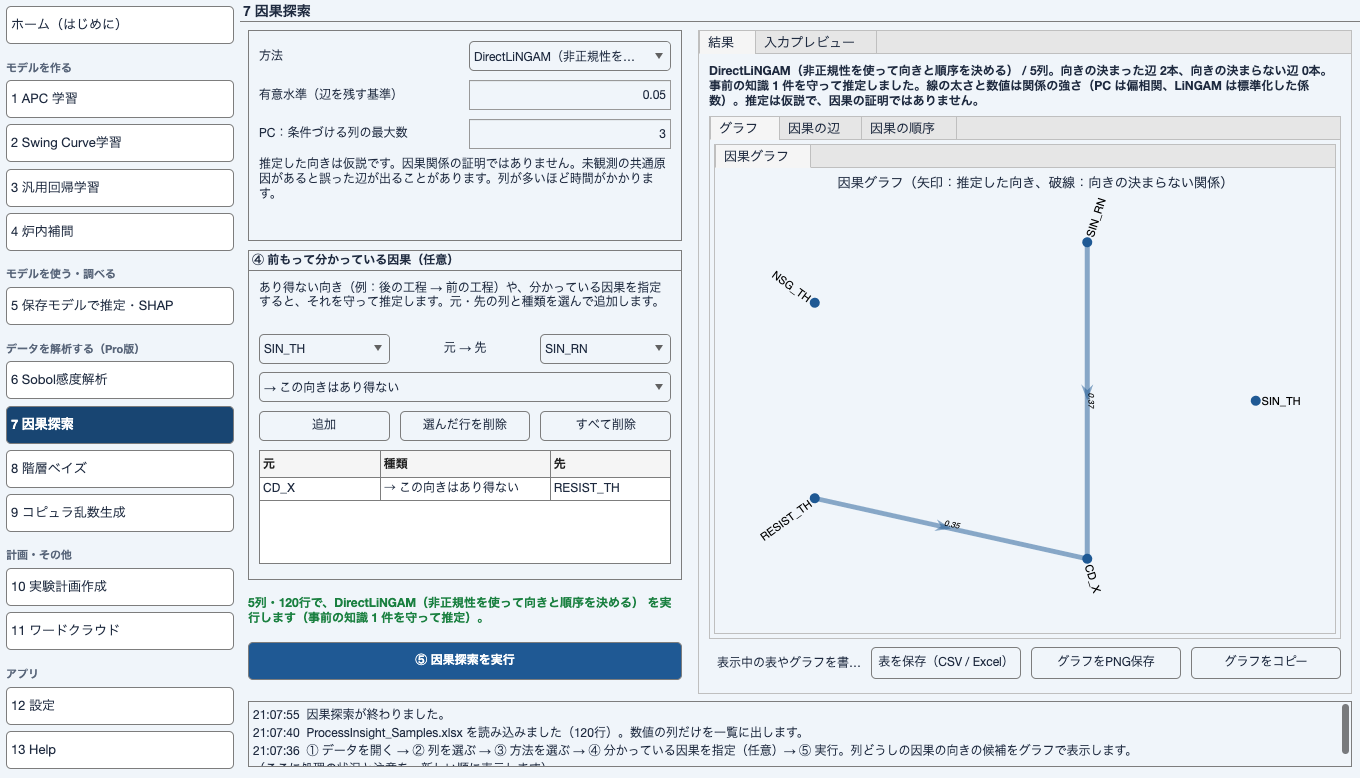 ホーム（はじめに）
モデルを作る
1 APC 学習
2 Swing Curve学習
3 汎用回帰学習
4 炉内補間
モデルを使う・調べる
5 保存モデルで推定・SHAP
データを解析する（Pro版）
6 Sobol感度解析
7 因果探索
8 階層ベイズ
9 コピュラ乱数生成
計画・その他
10 実験計画作成
11 ワードクラウド
アプリ
12 設定
13 Help
7 因果探索
方法
DirectLiNGAM（非正規性を...
有意水準（辺を残す基準）
0.05
PC：条件づける列の最大数
3
推定した向きは仮説です。因果関係の証明ではありません。未観測の共通原
因があると誤った辺が出ることがあります。列が多いほど時間がかかりま
す。
④ 前もって分かっている因果（任意）
あり得ない向き（例：後の工程 → 前の工程）や、分かっている因果を指定
すると、それを守って推定します。元・先の列と種類を選んで追加します。
SIN_TH
元 → 先
SIN_RN
→ この向きはあり得ない
追加
選んだ行を削除
すべて削除
元 種類 先
CD_X → この向きはあり得ない RESIST_TH
5列・120行で、DirectLiNGAM（非正規性を使って向きと順序を決める） を実
行します（事前の知識 1 件を守って推定）。
⑤ 因果探索を実行
結果 入力プレビュー
DirectLiNGAM（非正規性を使って向きと順序を決める） / 5列。向きの決まった辺 2本、向きの決まらない辺 0本。
事前の知識 1 件を守って推定しました。線の太さと数値は関係の強さ（PC は偏相関、LiNGAM は標準化した係
数）。推定は仮説で、因果の証明ではありません。
グラフ 因果の辺 因果の順序
因果グラフ
因果グラフ（矢印：推定した向き、破線：向きの決まらない関係）
SIN_RN
NSG_TH
0.37
SIN_TH
RESIST_TH
0.35
CD_X
表示中の表やグラフを書...
表を保存（CSV / Excel）
グラフをPNG保存
グラフをコピー
21:07:55 因果探索が終わりました。
21:07:40 ProcessInsight_Samples.xlsx を読み込みました（120行）。数値の列だけを一覧に出します。
21:07:36 ① データを開く → ② 列を選ぶ → ③ 方法を選ぶ → ④ 分かっている因果を指定（任意）→ ⑤ 実行。列どうしの因果の向きの候補をグラフで表示します。